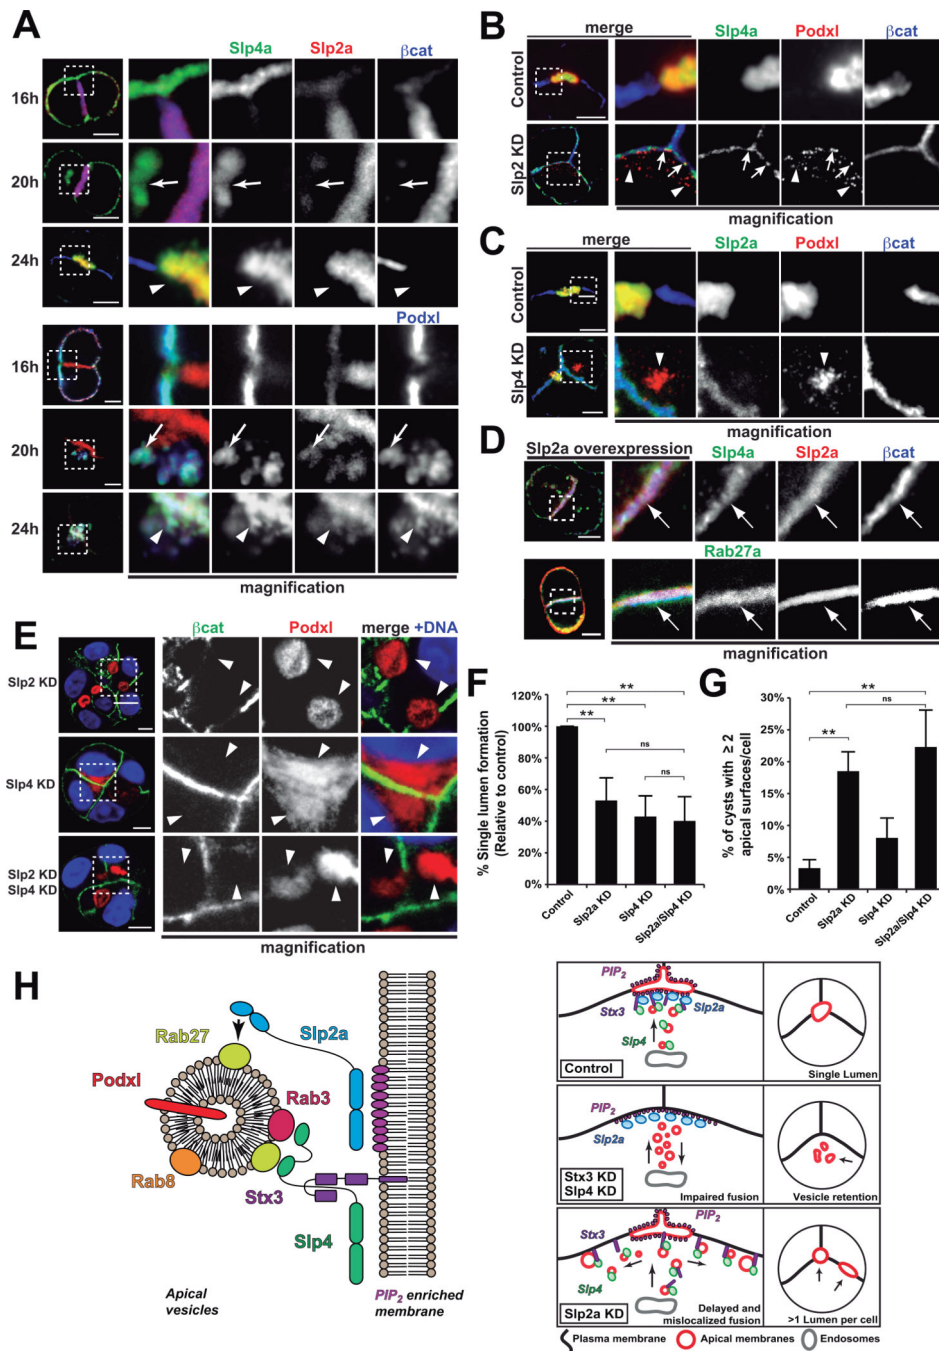 A
Slp4a Slp2a βcat
16h
20h
24h
Podxl
16h
20h
24h
magnification
B
merge Slp4a Podxl βcat
Control
Slp2 KD
magnification
C
merge Slp2a Podxl βcat
Control
Slp4 KD
magnification
D
Slp2a overexpression Slp4a Slp2a βcat
Rab27a
magnification
E
βcat Podxl merge +DNA
Slp2 KD
Slp4 KD
Slp2 KD
Slp4 KD
magnification
F
% Single lumen formation
(Relative to control)
120%
100%
80%
60%
40%
20%
0%
**
**
**
ns
ns
Control
Slp2a KD
Slp4 KD
Slp2a/Slp4 KD
G
% of cysts with ≥ 2
apical surfaces/cell
30%
25%
20%
15%
10%
5%
0%
**
ns
**
Control
Slp2a KD
Slp4 KD
Slp2a/Slp4 KD
H
Rab27
Slp2a
Podxl
Rab3
Rab8
Stx3
Slp4
Apical
vesicles
PIP2 enriched
membrane
PIP2
Stx3
Slp2a
Slp4
Control
Single Lumen
PIP2
Slp2a
Stx3 KD
Slp4 KD
Impaired fusion
Vesicle retention
Stx3
PIP2
Slp4
Slp2a KD
Delayed and
mislocalized fusion
>1 Lumen per cell
Plasma membrane Apical membranes Endosomes